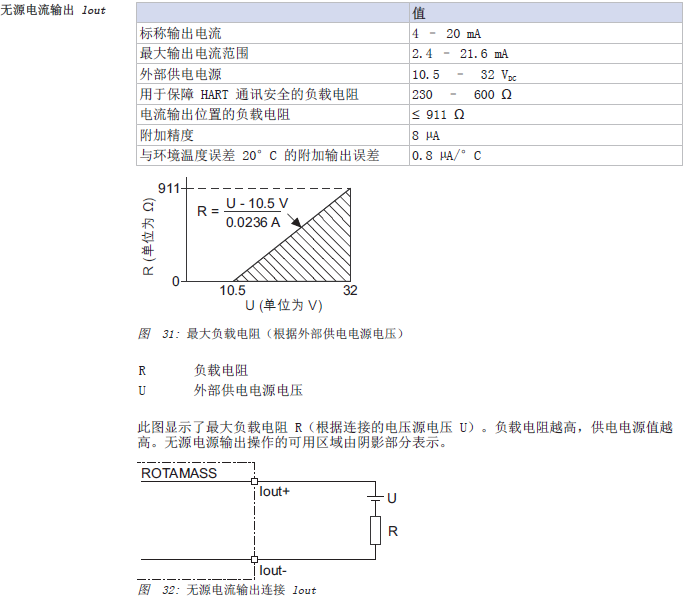 无源电流输出 Iout
值
标称输出电流 4 – 20 mA
最大输出电流范围 2.4 – 21.6 mA
外部供电电源 10.5 – 32 VDC
用于保障 HART 通讯安全的负载电阻 230 – 600 Ω
电流输出位置的负载电阻 ≤ 911 Ω
附加精度 8 μA
与环境温度误差 20° C 的附加输出误差 0.8 μA/° C
911
R = U - 10.5 V / 0.0236 A
R (单位为 Ω)
0
10.5 32
U (单位为 V)
图 31: 最大负载电阻（根据外部供电电源电压）
R 负载电阻
U 外部供电电源电压
此图显示了最大负载电阻 R（根据连接的电压源电压 U）。负载电阻越高，供电电源值越
高。无源电源输出操作的可用区域由阴影部分表示。
ROTAMASS
Iout+
U
R
Iout-
图 32: 无源电流输出连接 Iout